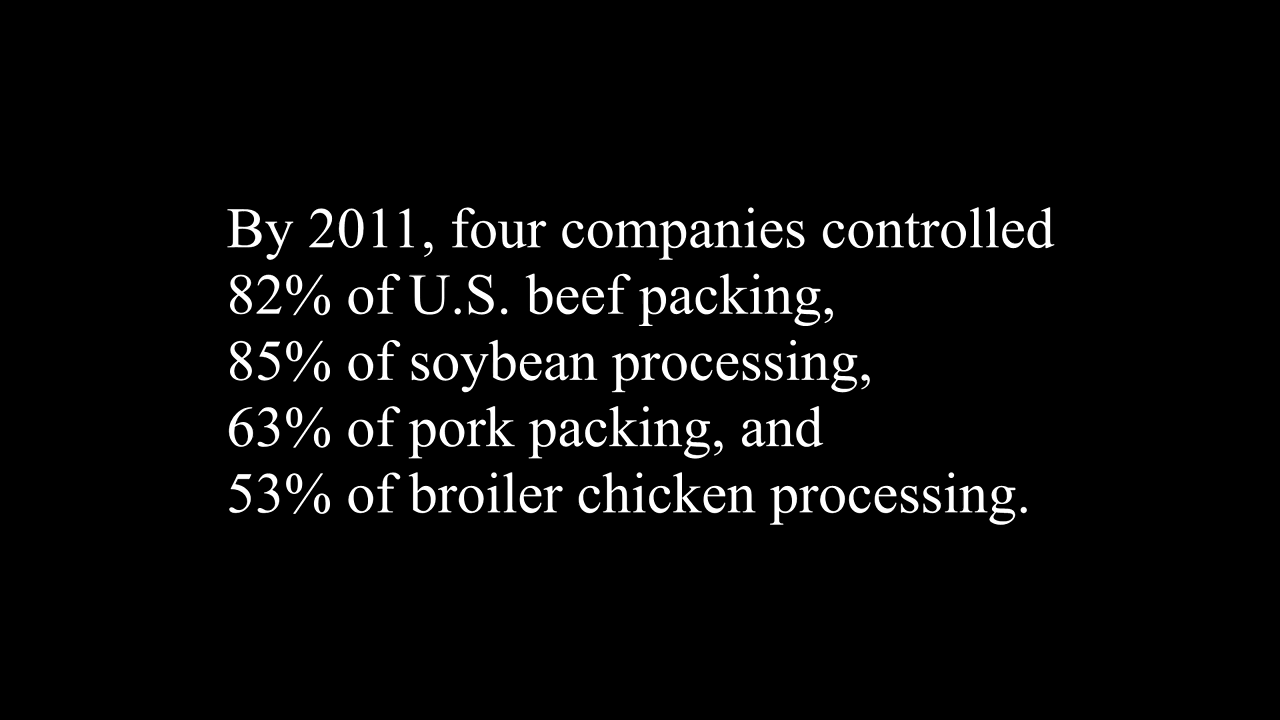 By 2011, four companies controlled
82% of U.S. beef packing,
85% of soybean processing,
63% of pork packing, and
53% of broiler chicken processing.